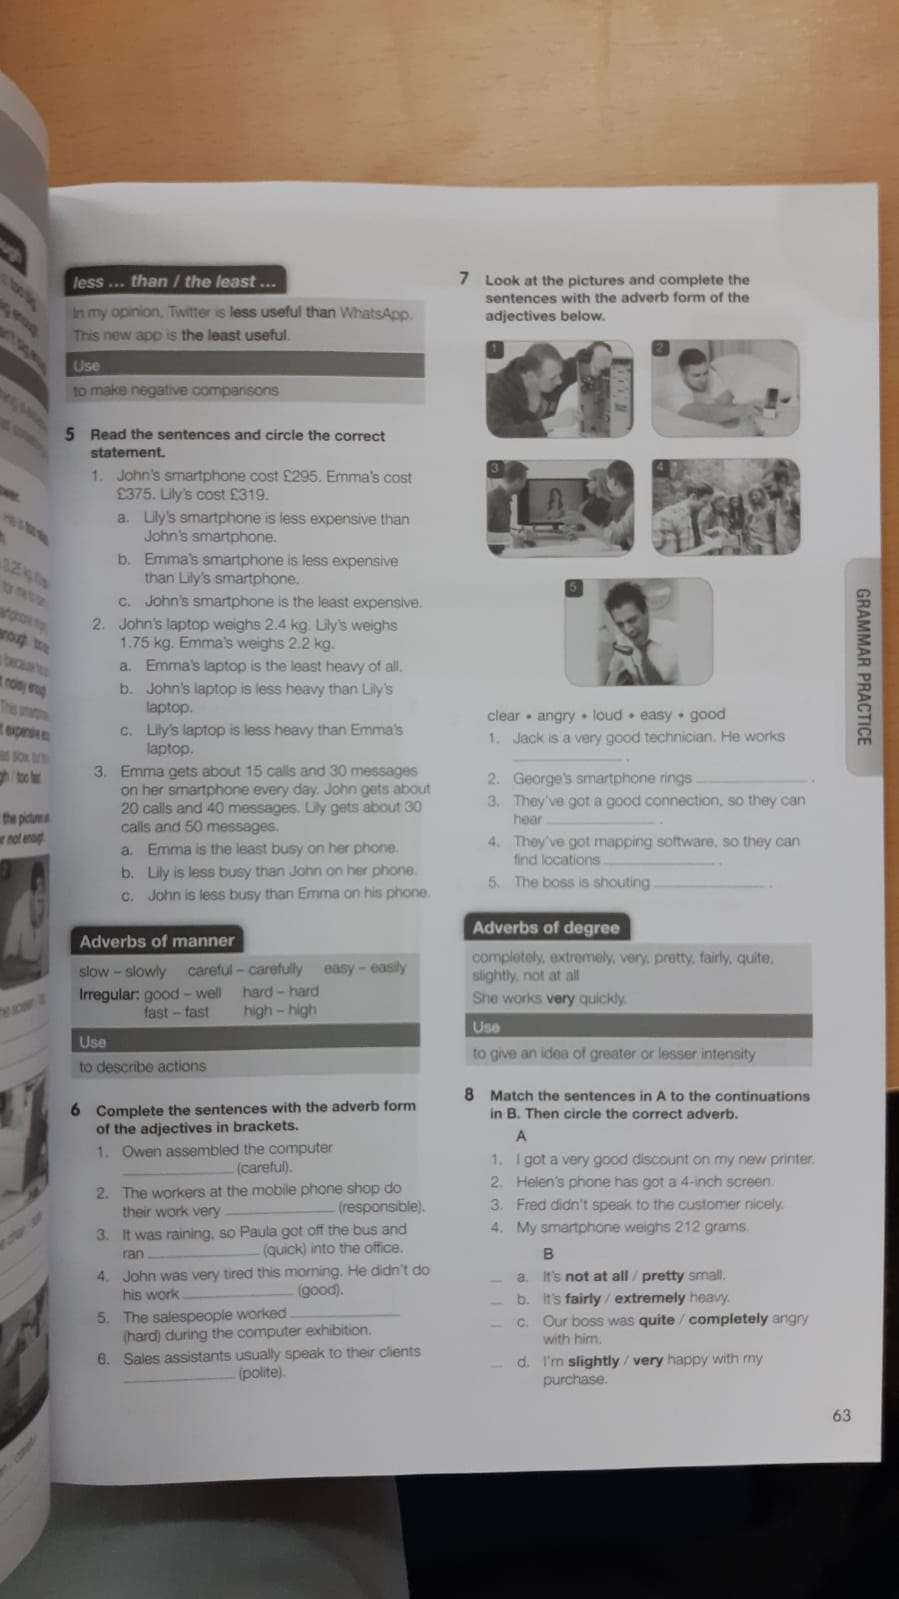 less ... than / the least ...
In my opinion, Twitter is less useful than WhatsApp.
This new app is the least useful.
Use
to make negative comparisons
5 Read the sentences and circle the correct
statement.
1. John's smartphone cost £295. Emma's cost
£375. Lily's cost £319.
a. Lily's smartphone is less expensive than
John's smartphone.
b. Emma's smartphone is less expensive
than Lily's smartphone.
c. John's smartphone is the least expensive.
2. John's laptop weighs 2.4 kg. Lily's weighs
1.75 kg. Emma's weighs 2.2 kg.
a. Emma's laptop is the least heavy of all.
b. John's laptop is less heavy than Lily's
laptop.
c. Lily's laptop is less heavy than Emma's
laptop.
3. Emma gets about 15 calls and 30 messages
on her smartphone every day. John gets about
20 calls and 40 messages. Lily gets about 30
calls and 50 messages.
a. Emma is the least busy on her phone.
b. Lily is less busy than John on her phone.
c. John is less busy than Emma on his phone.
Adverbs of manner
slow – slowly careful – carefully easy – easily
Irregular: good – well hard – hard
fast – fast high – high
Use
to describe actions
6 Complete the sentences with the adverb form
of the adjectives in brackets.
1. Owen assembled the computer
____________ (careful).
2. The workers at the mobile phone shop do
their work very ____________ (responsible).
3. It was raining, so Paula got off the bus and
ran ____________ (quick) into the office.
4. John was very tired this morning. He didn't do
his work ____________ (good).
5. The salespeople worked ____________
(hard) during the computer exhibition.
6. Sales assistants usually speak to their clients
____________ (polite).
7 Look at the pictures and complete the
sentences with the adverb form of the
adjectives below.
1
2
3
4
5
clear • angry • loud • easy • good
1. Jack is a very good technician. He works
____________ .
2. George's smartphone rings ____________ .
3. They've got a good connection, so they can
hear ____________ .
4. They've got mapping software, so they can
find locations ____________ .
5. The boss is shouting ____________ .
Adverbs of degree
completely, extremely, very, pretty, fairly, quite,
slightly, not at all
She works very quickly.
Use
to give an idea of greater or lesser intensity
8 Match the sentences in A to the continuations
in B. Then circle the correct adverb.
A
1. I got a very good discount on my new printer.
2. Helen's phone has got a 4-inch screen.
3. Fred didn't speak to the customer nicely.
4. My smartphone weighs 212 grams.
B
__ a. It's not at all / pretty small.
__ b. It's fairly / extremely heavy.
__ c. Our boss was quite / completely angry
with him.
__ d. I'm slightly / very happy with my
purchase.
GRAMMAR PRACTICE
63